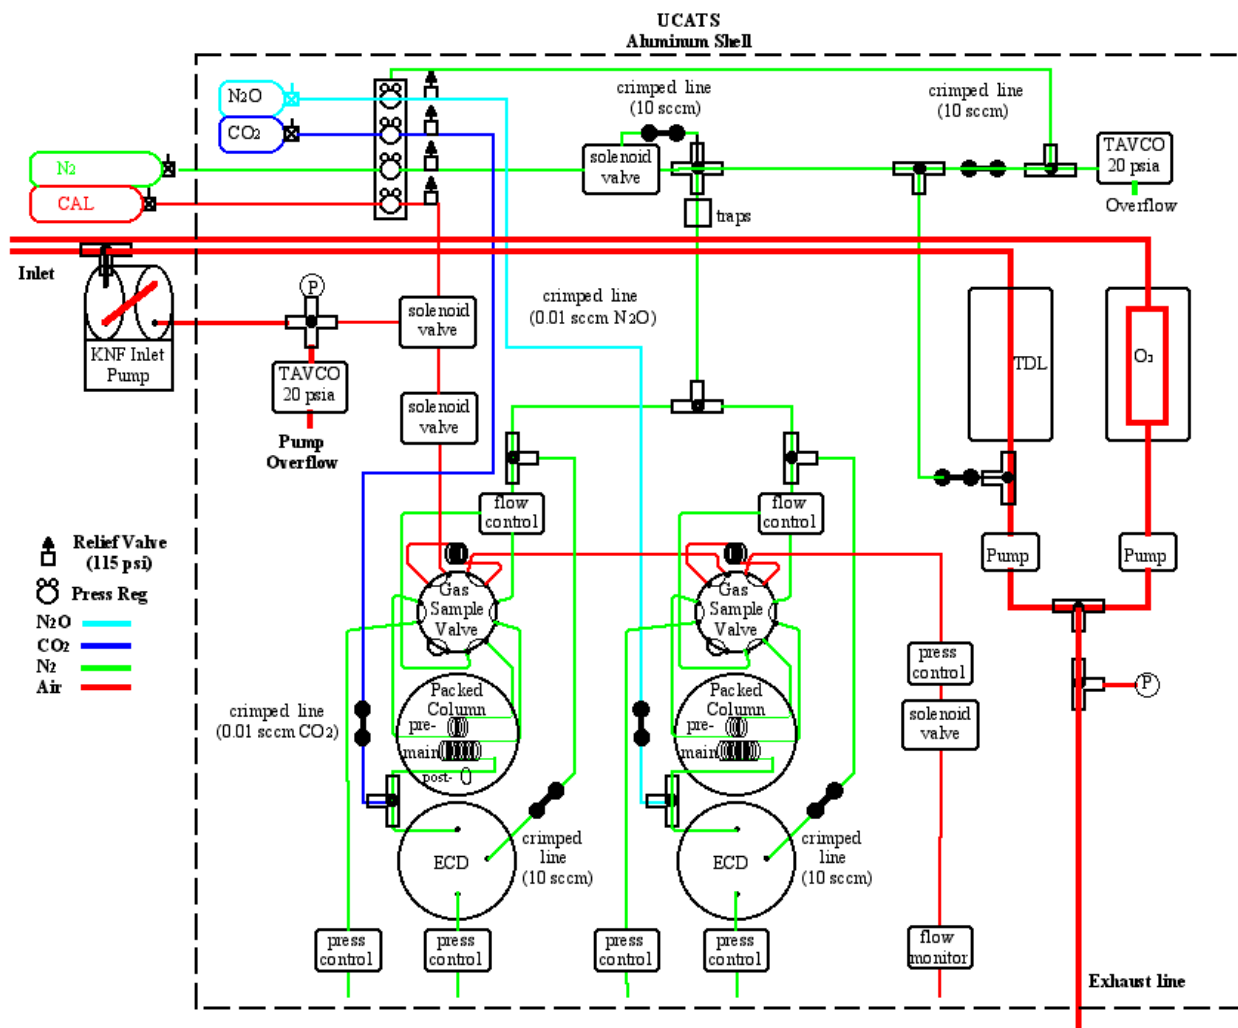 UCATS
Aluminum Shell
N2O
CO2
N2
CAL
crimped line
(10 sccm)
crimped line
(10 sccm)
solenoid
valve
TAVCO
20 psia
Overflow
traps
Inlet
P
KNF Inlet
Pump
TAVCO
20 psia
Pump
Overflow
solenoid
valve
crimped line
(0.01 sccm N2O)
solenoid
valve
TDL
O3
flow
control
flow
control
Pump
Pump
Relief Valve
(115 psi)
Press Reg
N2O
CO2
N2
Air
Gas
Sample
Valve
Gas
Sample
Valve
press
control
P
solenoid
valve
crimped line
(0.01 sccm CO2)
Packed
Column
pre-
main
post-
Packed
Column
pre-
main
ECD
crimped
line
(10 sccm)
ECD
crimped
line
(10 sccm)
press
control
press
control
press
control
press
control
flow
monitor
Exhaust line